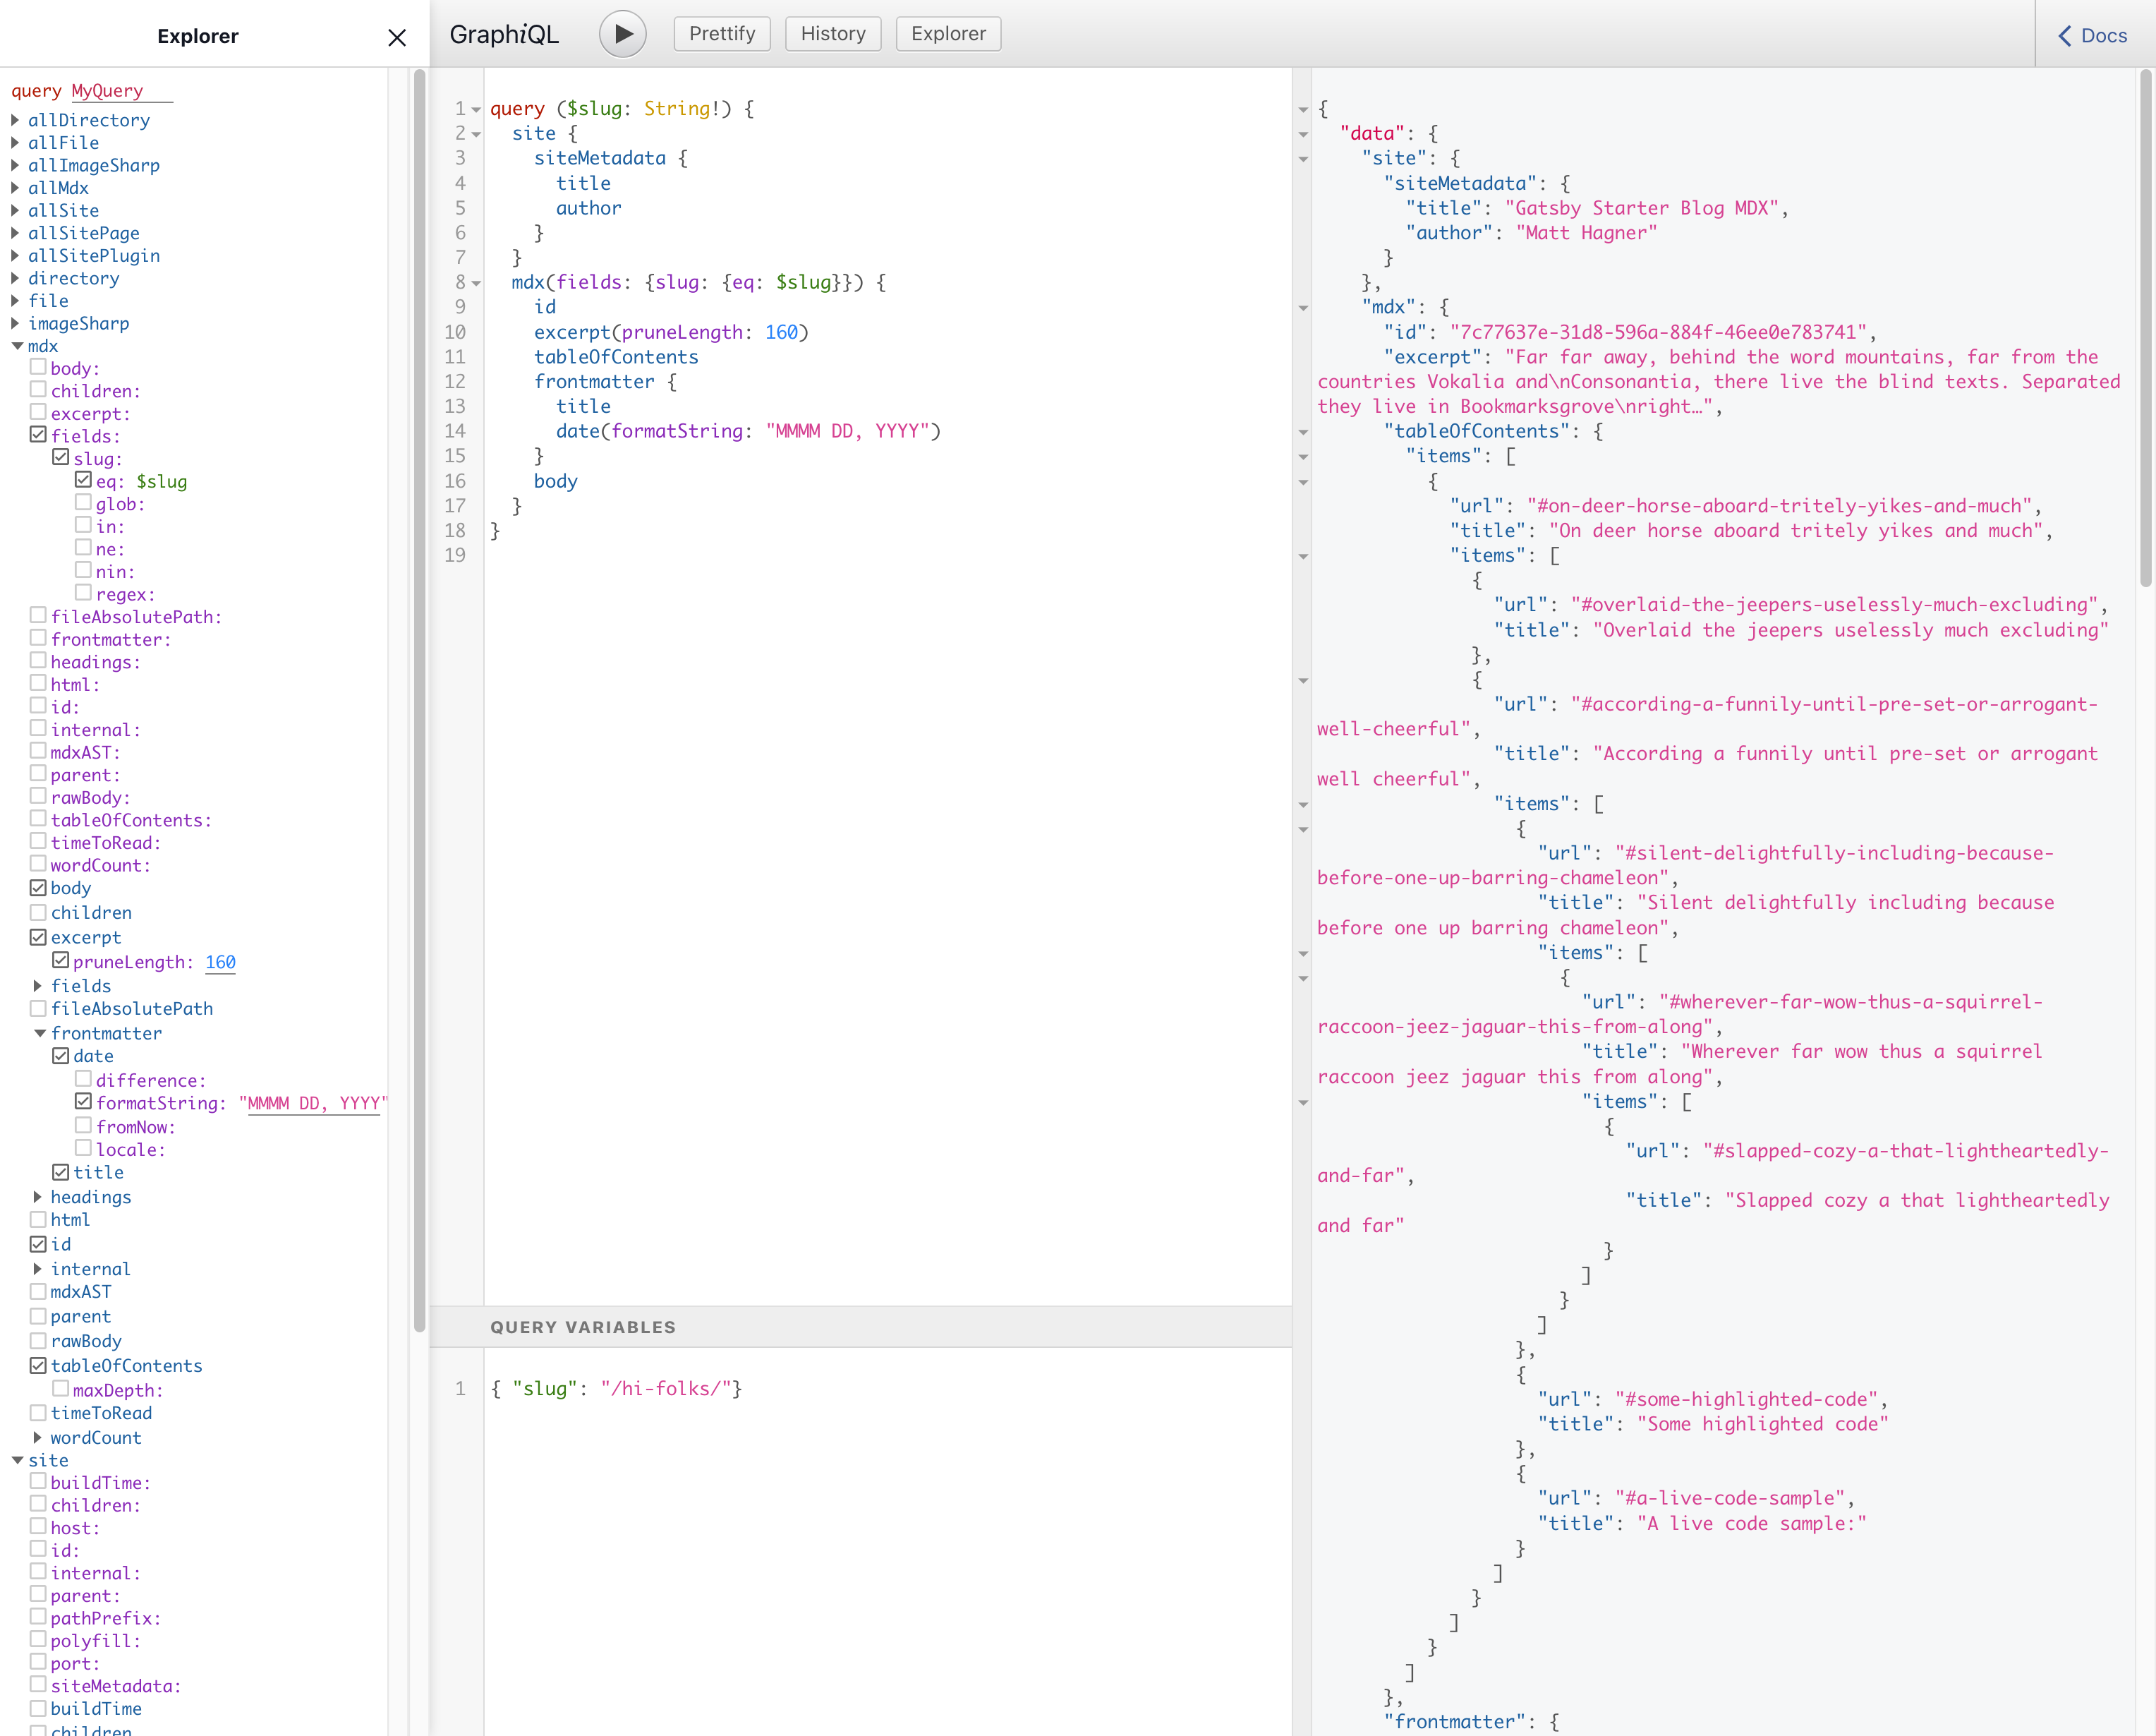 Explorer
query MyQuery
allDirectory
allFile
allImageSharp
allMdx
allSite
allSitePage
allSitePlugin
directory
file
imageSharp
mdx
body:
children:
excerpt:
fields:
slug:
eq: $slug
glob:
in:
ne:
nin:
regex:
fileAbsolutePath:
frontmatter:
headings:
html:
id:
internal:
mdxAST:
parent:
rawBody:
tableOfContents:
timeToRead:
wordCount:
body
children
excerpt
pruneLength: 160
fields
fileAbsolutePath
frontmatter
date
difference:
formatString: "MMMM DD, YYYY"
fromNow:
locale:
title
headings
html
id
internal
mdxAST
parent
rawBody
tableOfContents
maxDepth:
timeToRead
wordCount
site
buildTime:
children:
host:
id:
internal:
parent:
pathPrefix:
polyfill:
port:
siteMetadata:
buildTime
children
GraphiQL
Prettify
History
Explorer
Docs
1 query ($slug: String!) {
2 site {
3 siteMetadata {
4 title
5 author
6 }
7 }
8 mdx(fields: {slug: {eq: $slug}}) {
9 id
10 excerpt(pruneLength: 160)
11 tableOfContents
12 frontmatter {
13 title
14 date(formatString: "MMMM DD, YYYY")
15 }
16 body
17 }
18 }
19
QUERY VARIABLES
1 { "slug": "/hi-folks/"}
{
"data": {
"site": {
"siteMetadata": {
"title": "Gatsby Starter Blog MDX",
"author": "Matt Hagner"
}
},
"mdx": {
"id": "7c77637e-31d8-596a-884f-46ee0e783741",
"excerpt": "Far far away, behind the word mountains, far from the
countries Vokalia and\nConsonantia, there live the blind texts. Separated
they live in Bookmarksgrove\nright…",
"tableOfContents": {
"items": [
{
"url": "#on-deer-horse-aboard-tritely-yikes-and-much",
"title": "On deer horse aboard tritely yikes and much",
"items": [
{
"url": "#overlaid-the-jeepers-uselessly-much-excluding",
"title": "Overlaid the jeepers uselessly much excluding"
},
{
"url": "#according-a-funnily-until-pre-set-or-arrogant-
well-cheerful",
"title": "According a funnily until pre-set or arrogant
well cheerful",
"items": [
{
"url": "#silent-delightfully-including-because-
before-one-up-barring-chameleon",
"title": "Silent delightfully including because
before one up barring chameleon",
"items": [
{
"url": "#wherever-far-wow-thus-a-squirrel-
raccoon-jeez-jaguar-this-from-along",
"title": "Wherever far wow thus a squirrel
raccoon jeez jaguar this from along",
"items": [
{
"url": "#slapped-cozy-a-that-lightheartedly-
and-far",
"title": "Slapped cozy a that lightheartedly
and far"
}
]
}
]
},
{
"url": "#some-highlighted-code",
"title": "Some highlighted code"
},
{
"url": "#a-live-code-sample",
"title": "A live code sample:"
}
]
}
]
}
]
},
"frontmatter": {